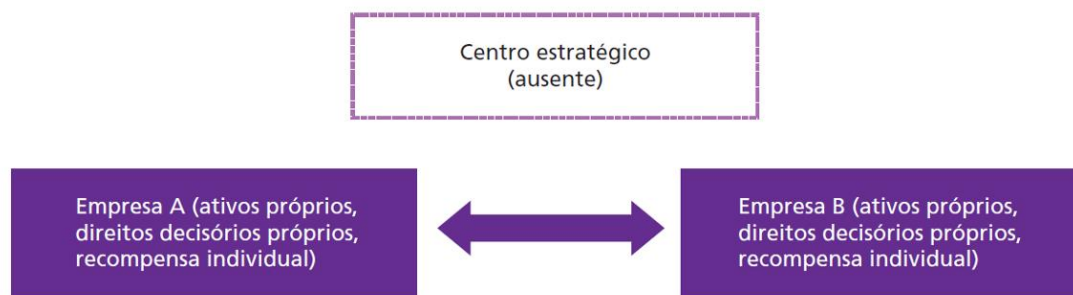 Centro estratégico
(ausente)
Empresa A (ativos próprios,
direitos decisórios próprios,
recompensa individual)
Empresa B (ativos próprios,
direitos decisórios próprios,
recompensa individual)